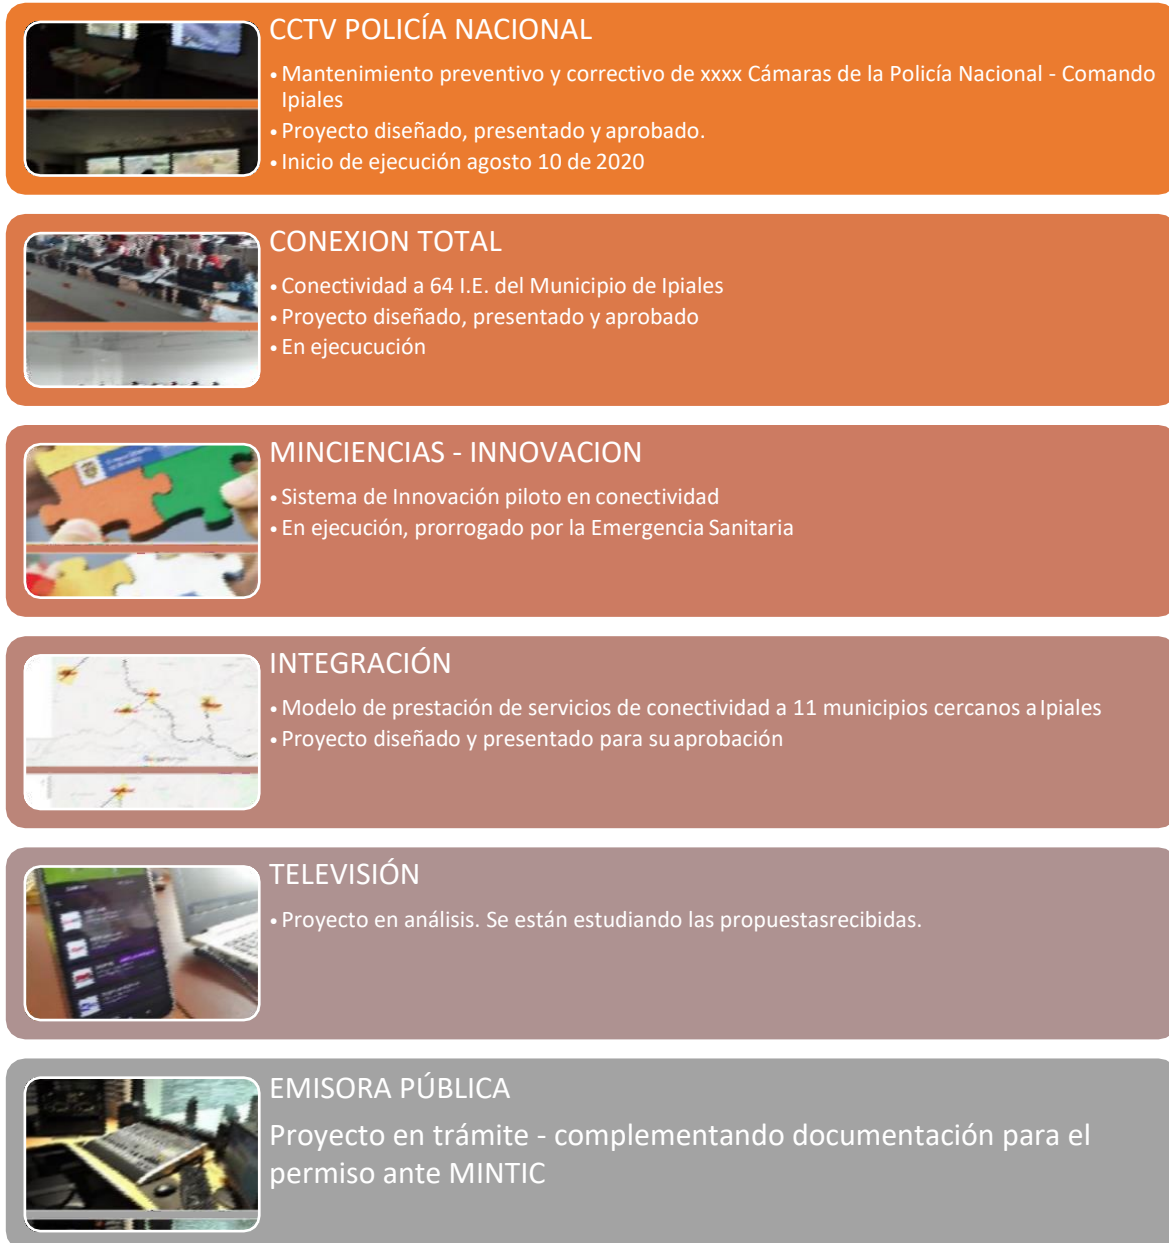 CCTV POLICÍA NACIONAL
• Mantenimiento preventivo y correctivo de xxxx Cámaras de la Policía Nacional - Comando
Ipiales
• Proyecto diseñado, presentado y aprobado.
• Inicio de ejecución agosto 10 de 2020
CONEXION TOTAL
• Conectividad a 64 I.E. del Municipio de Ipiales
• Proyecto diseñado, presentado y aprobado
• En ejecucución
MINCIENCIAS - INNOVACION
• Sistema de Innovación piloto en conectividad
• En ejecución, prorrogado por la Emergencia Sanitaria
INTEGRACIÓN
• Modelo de prestación de servicios de conectividad a 11 municipios cercanos a Ipiales
• Proyecto diseñado y presentado para su aprobación
TELEVISIÓN
• Proyecto en análisis. Se están estudiando las propuestasrecibidas.
EMISORA PÚBLICA
Proyecto en trámite - complementando documentación para el
permiso ante MINTIC